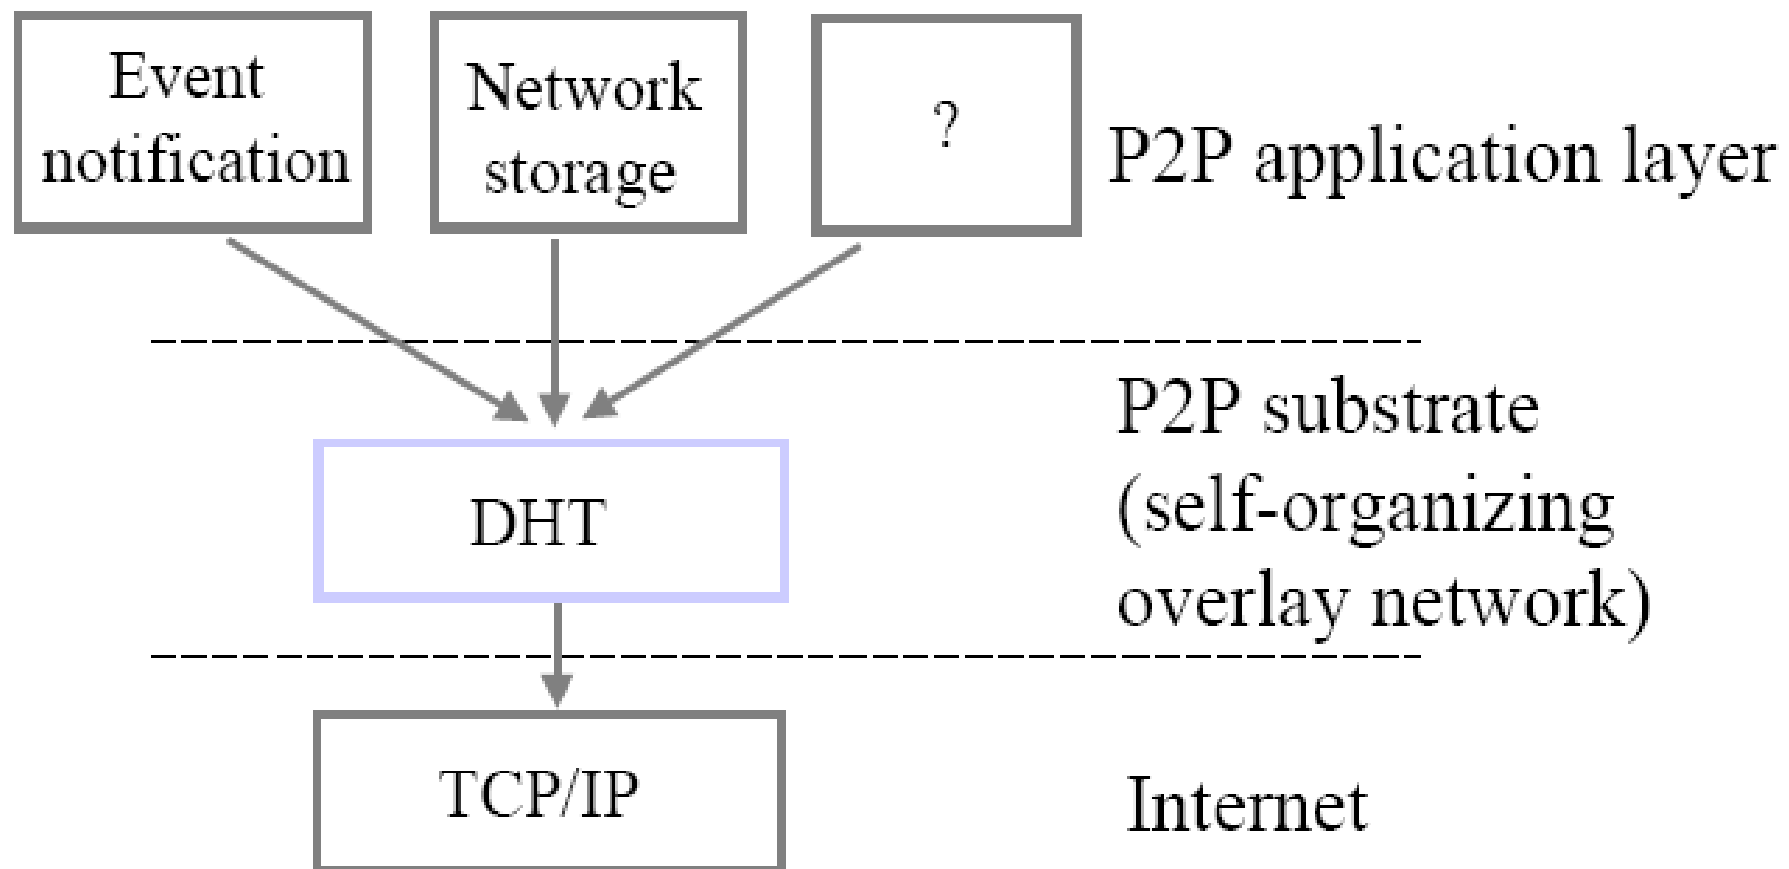 Event
notification
Network
storage
?
P2P application layer
P2P substrate
(self-organizing
overlay network)
DHT
TCP/IP
Internet